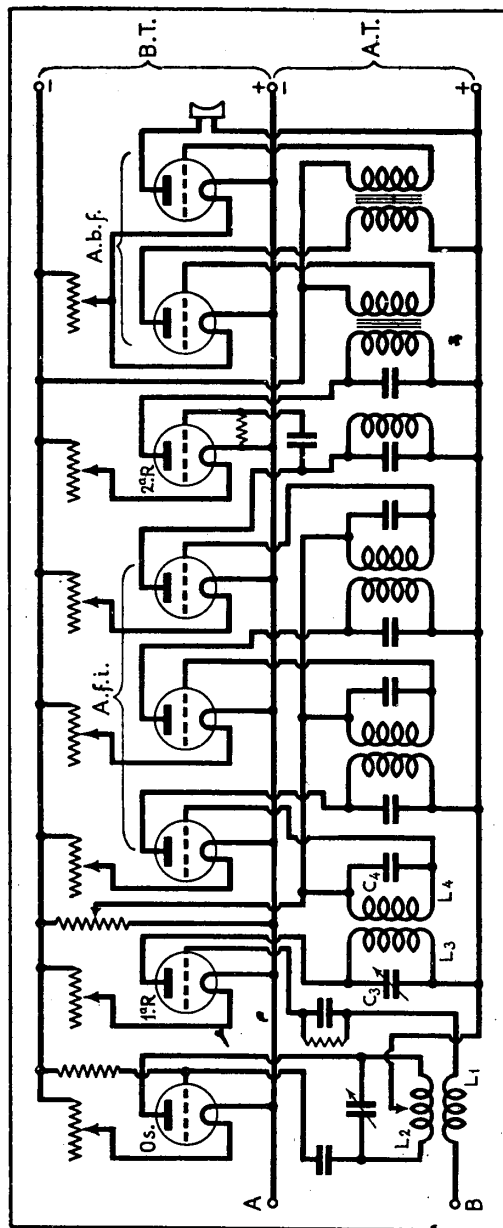 B.T.
A.T.
A.b.f.
A.f.i.
2ª.R
1ª.R
Os.
A
B
L₁
L₂
C₃
L₃
C₄
L₄
-
+
-
+